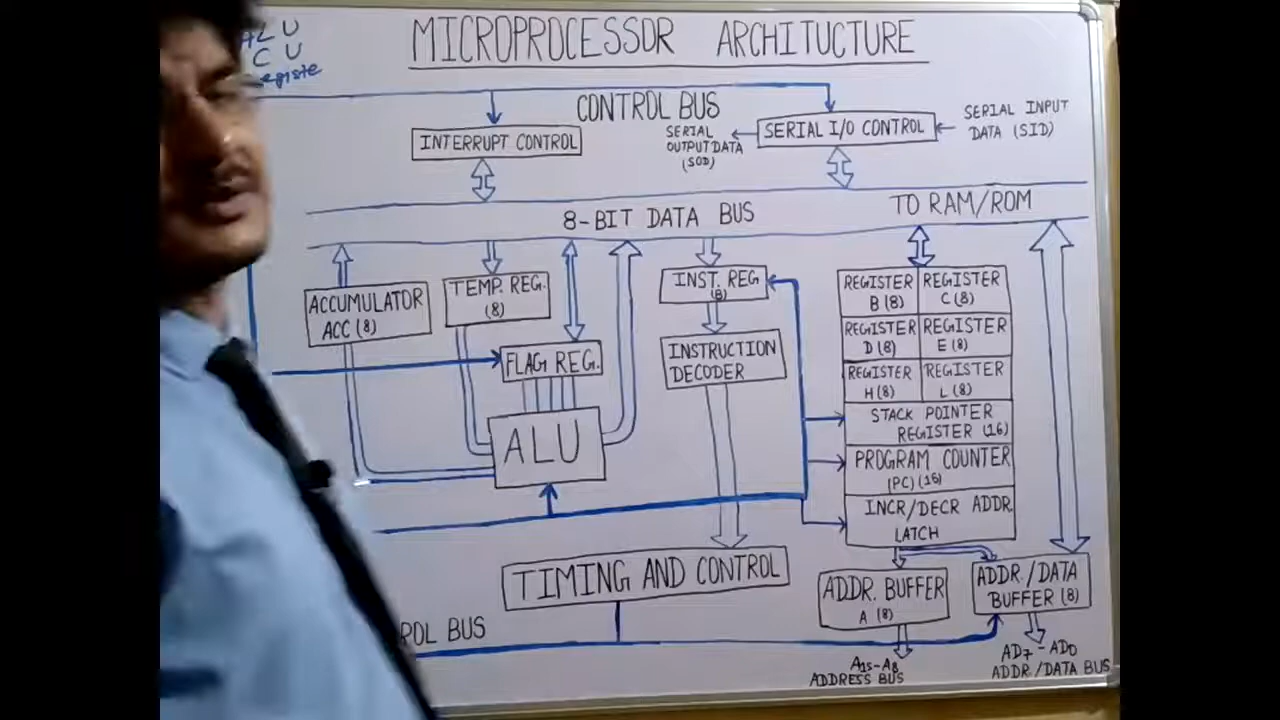 MICROPROCESSOR ARCHITUCTURE
ALU
CU
CONTROL BUS
INTERRUPT CONTROL
SERIAL
OUTPUT DATA
(SOD)
SERIAL I/O CONTROL
SERIAL INPUT
DATA (SID)
8-BIT DATA BUS
TO RAM/ROM
ACCUMULATOR
ACC (8)
TEMP. REG.
(8)
FLAG REG.
ALU
INST. REG
(8)
INSTRUCTION
DECODER
REGISTER
B (8)
REGISTER
C (8)
REGISTER
D (8)
REGISTER
E (8)
REGISTER
H (8)
REGISTER
L (8)
STACK POINTER
REGISTER (16)
PROGRAM COUNTER
(PC) (16)
INCR/DECR ADDR.
LATCH
TIMING AND CONTROL
ADDR. BUFFER
A (8)
ADDR./DATA
BUFFER (8)
ROL BUS
A15-A8
ADDRESS BUS
AD7-AD0
ADDR./DATA BUS